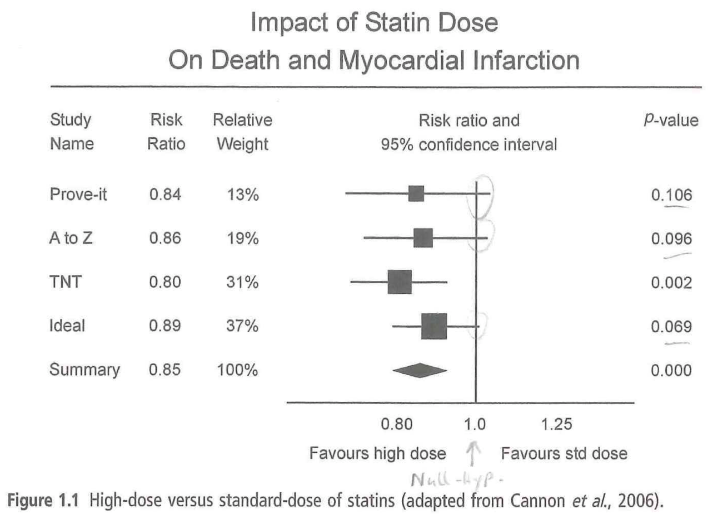 Impact of Statin Dose
On Death and Myocardial Infarction
Study Risk Relative Risk ratio and P-value
Name Ratio Weight 95% confidence interval
Prove-it 0.84 13% 0.106
A to Z 0.86 19% 0.096
TNT 0.80 31% 0.002
Ideal 0.89 37% 0.069
Summary 0.85 100% 0.000
0.80 1.0 1.25
Favours high dose Favours std dose
Null-hyp.
Figure 1.1 High-dose versus standard-dose of statins (adapted from Cannon et al., 2006).